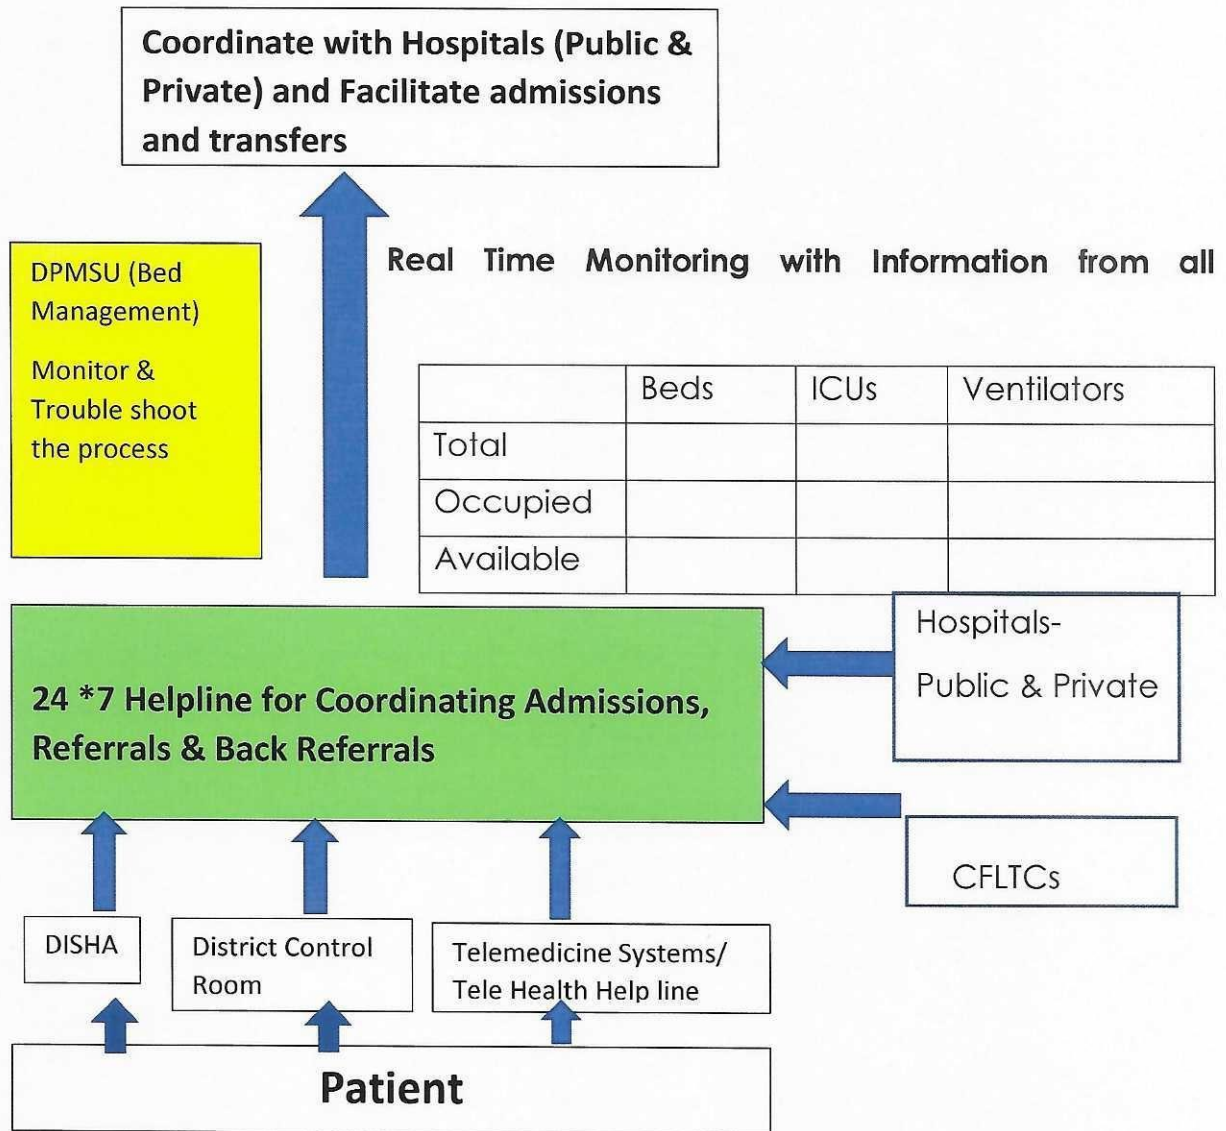 Coordinate with Hospitals (Public &
Private) and Facilitate admissions
and transfers
DPMSU (Bed
Management)
Monitor &
Trouble shoot
the process
Real Time Monitoring with Information from all
Beds ICUs Ventilators
Total
Occupied
Available
24 *7 Helpline for Coordinating Admissions,
Referrals & Back Referrals
Hospitals-
Public & Private
CFLTCs
DISHA
District Control
Room
Telemedicine Systems/
Tele Health Help line
Patient